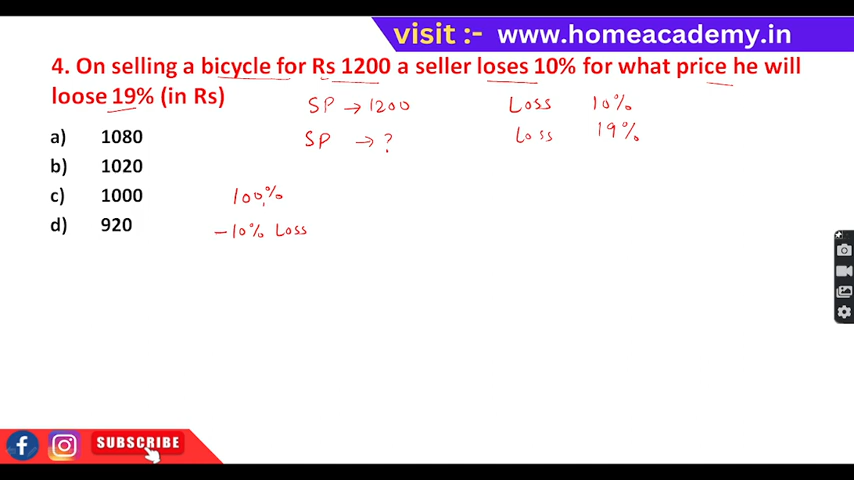 visit :- www.homeacademy.in
4. On selling a bicycle for Rs 1200 a seller loses 10% for what price he will
loose 19% (in Rs)
SP → 1200 Loss 10%
SP → ? Loss 19%
a) 1080
b) 1020
c) 1000
d) 920
100%
-10% Loss
SUBSCRIBE